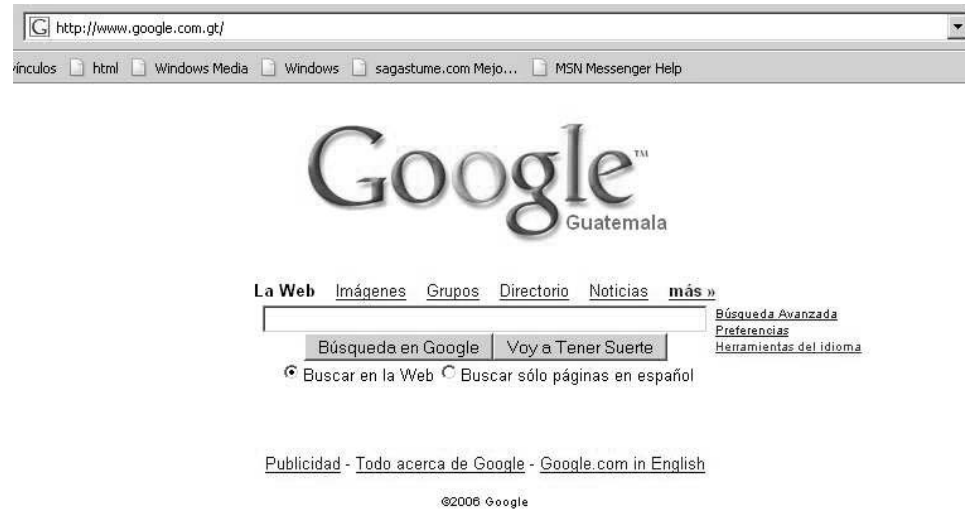 G http://www.google.com.gt/
vínculos html Windows Media Windows sagastume.com Mejo... MSN Messenger Help
Google™
Guatemala
La Web Imágenes Grupos Directorio Noticias más »
Búsqueda Avanzada
Preferencias
Herramientas del idioma
Búsqueda en Google Voy a Tener Suerte
Buscar en la Web Buscar sólo páginas en español
Publicidad - Todo acerca de Google - Google.com in English
©2006 Google